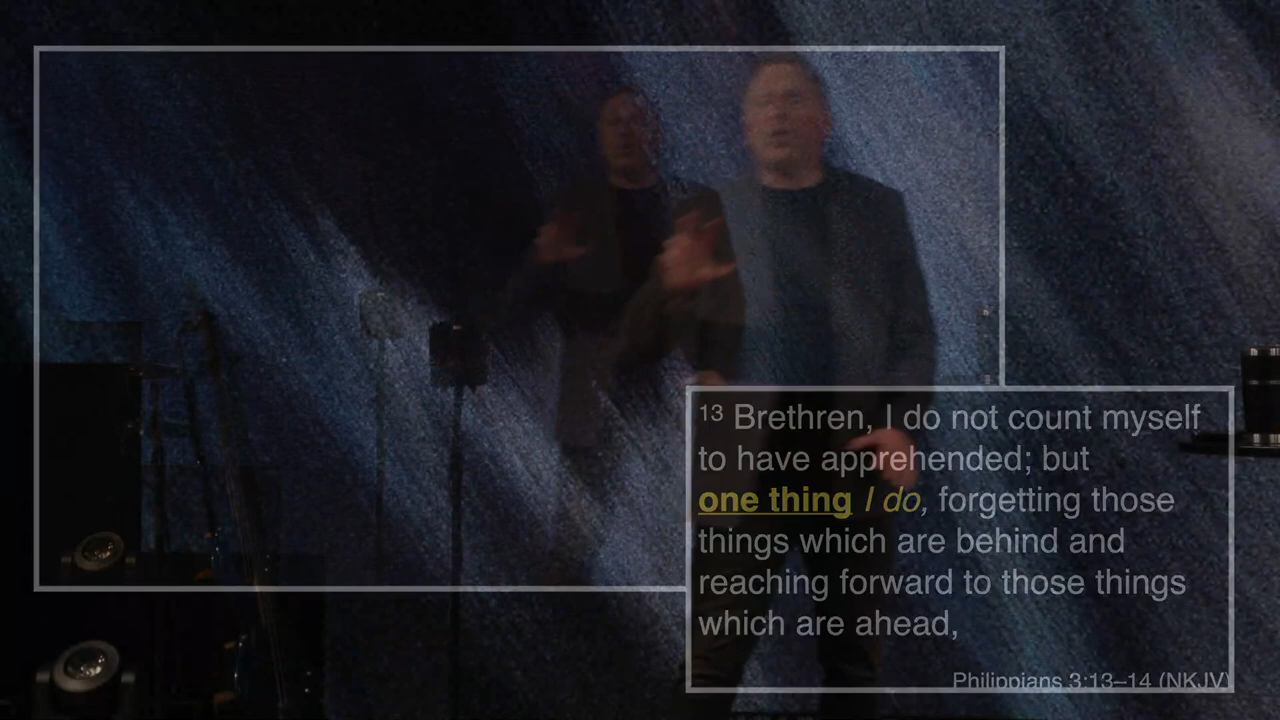 13 Brethren, I do not count myself
to have apprehended; but
one thing I do, forgetting those
things which are behind and
reaching forward to those things
which are ahead,
Philippians 3:13–14 (NKJV)